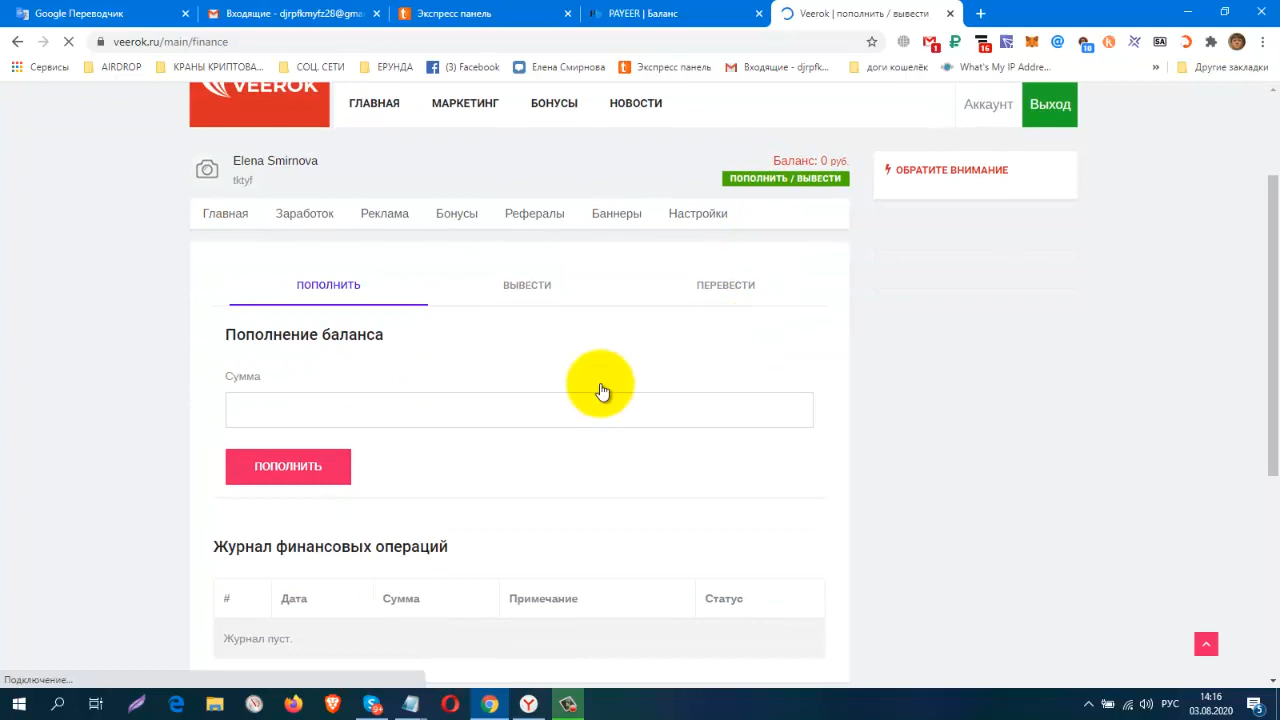 Google Переводчик
Входящие - djrpfkmyfz28@gma
Экспресс панель
PAYEER | Баланс
Veerok | пополнить / вывести
veerok.ru/main/finance
1
16
10
SA
Сервисы
AIRDROP
КРАНЫ КРИПТОВА...
СОЦ. СЕТИ
ЕРУНДА
(3) Facebook
Елена Смирнова
Экспресс панель
Входящие - djrpfk...
доги кошелёк
What's My IP Addre...
»
Другие закладки
VEEROK
ГЛАВНАЯ
МАРКЕТИНГ
БОНУСЫ
НОВОСТИ
Аккаунт
Выход
Elena Smirnova
tktyf
Баланс: 0 руб.
ПОПОЛНИТЬ / ВЫВЕСТИ
ОБРАТИТЕ ВНИМАНИЕ
Главная
Заработок
Реклама
Бонусы
Рефералы
Баннеры
Настройки
ПОПОЛНИТЬ
ВЫВЕСТИ
ПЕРЕВЕСТИ
Пополнение баланса
Сумма
ПОПОЛНИТЬ
Журнал финансовых операций
# Дата Сумма Примечание Статус
Журнал пуст.
Подключение...
РУС
14:16
03.08.2020